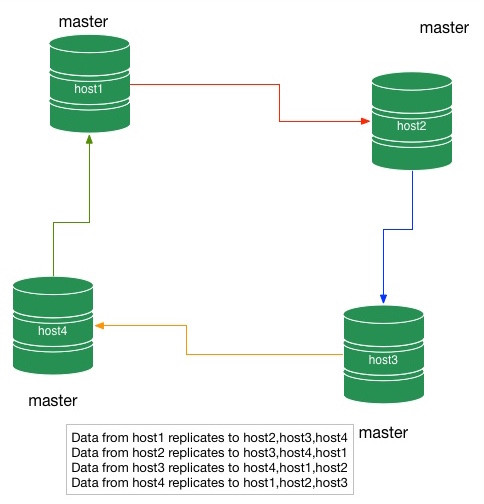 master
master
host1
host2
host4
host3
master
master
Data from host1 replicates to host2,host3,host4
Data from host2 replicates to host3,host4,host1
Data from host3 replicates to host4,host1,host2
Data from host4 replicates to host1,host2,host3